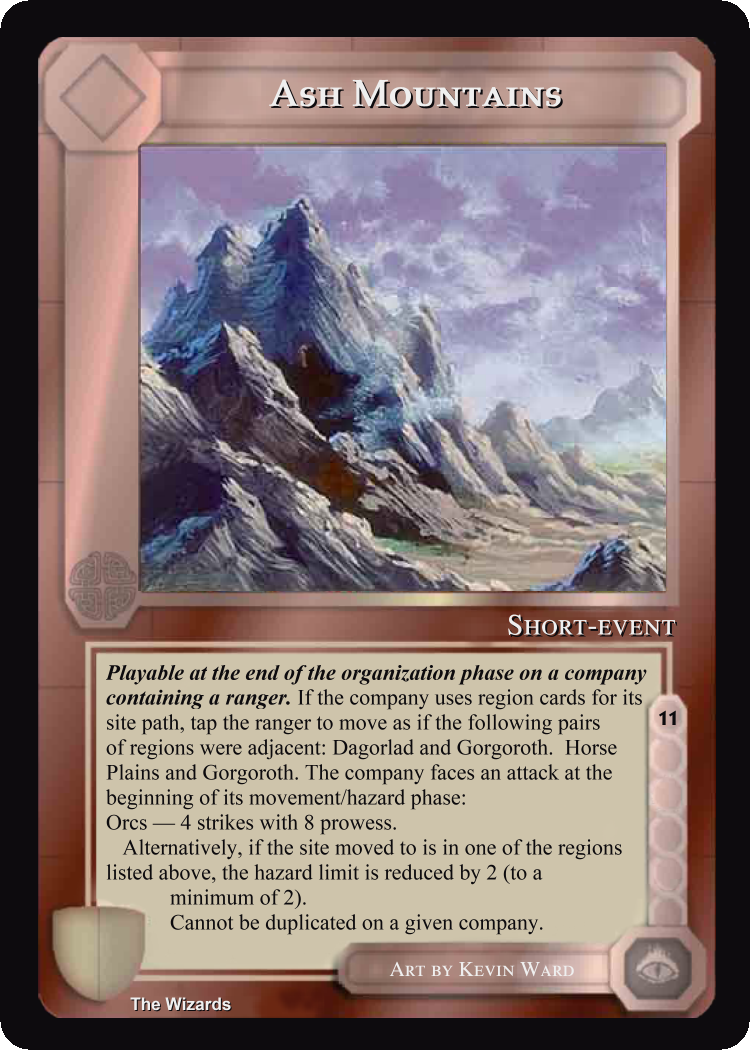 Ash Mountains
Short-event
Playable at the end of the organization phase on a company
containing a ranger. If the company uses region cards for its
site path, tap the ranger to move as if the following pairs
of regions were adjacent: Dagorlad and Gorgoroth.  Horse
Plains and Gorgoroth. The company faces an attack at the
beginning of its movement/hazard phase:
Orcs — 4 strikes with 8 prowess.
Alternatively, if the site moved to is in one of the regions
listed above, the hazard limit is reduced by 2 (to a
minimum of 2).
Cannot be duplicated on a given company.
11
Art by Kevin Ward
The Wizards